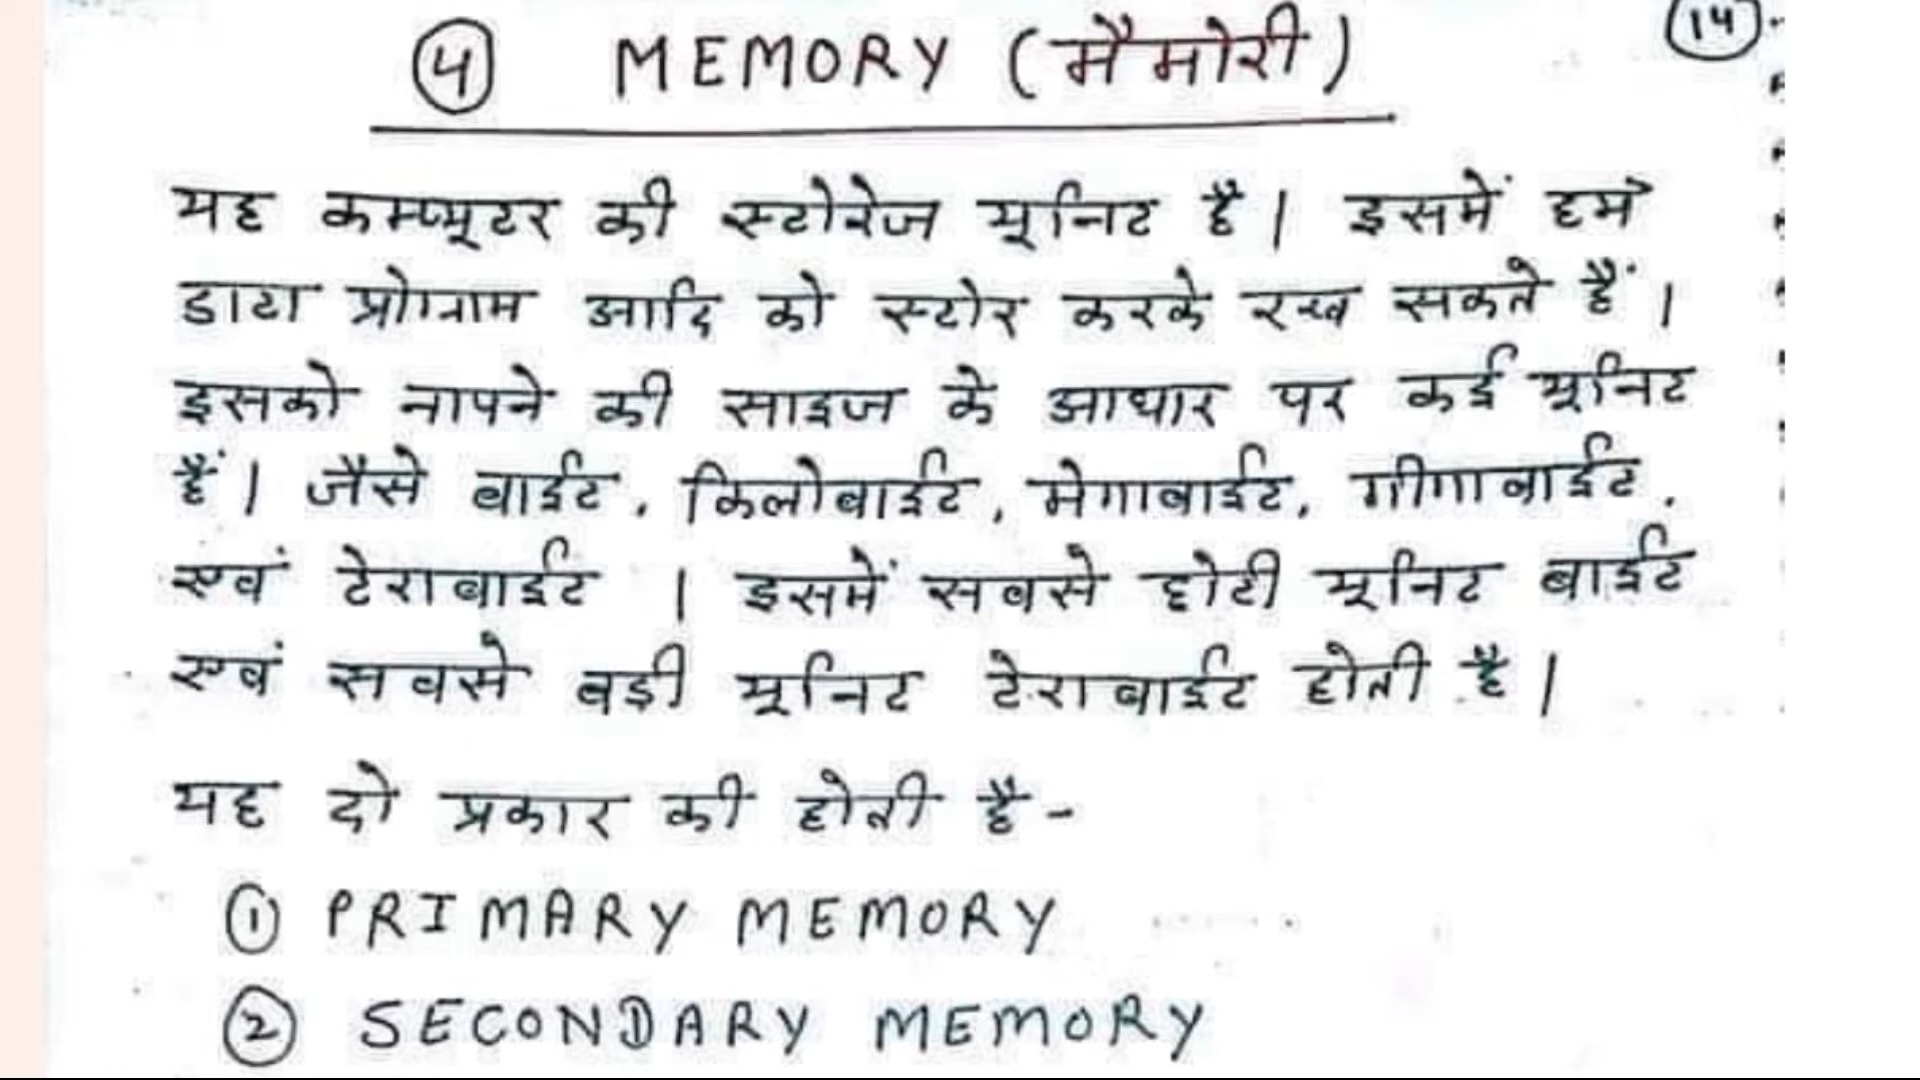 ④ MEMORY (मैमोरी)
14
यह कम्प्यूटर की स्टोरेज यूनिट है। इसमें हम
डाटा प्रोग्राम आदि को स्टोर करके रख सकते हैं।
इसको नापने की साइज के आधार पर कई यूनिट
हैं। जैसे बाईट, किलोबाईट, मेगाबाईट, गीगाबाईट,
एवं टेराबाईट । इसमें सबसे छोटी यूनिट बाईट
एवं सबसे बडी यूनिट टेराबाईट होती है।
यह दो प्रकार की होती है -
① PRIMARY MEMORY
② SECONDARY MEMORY